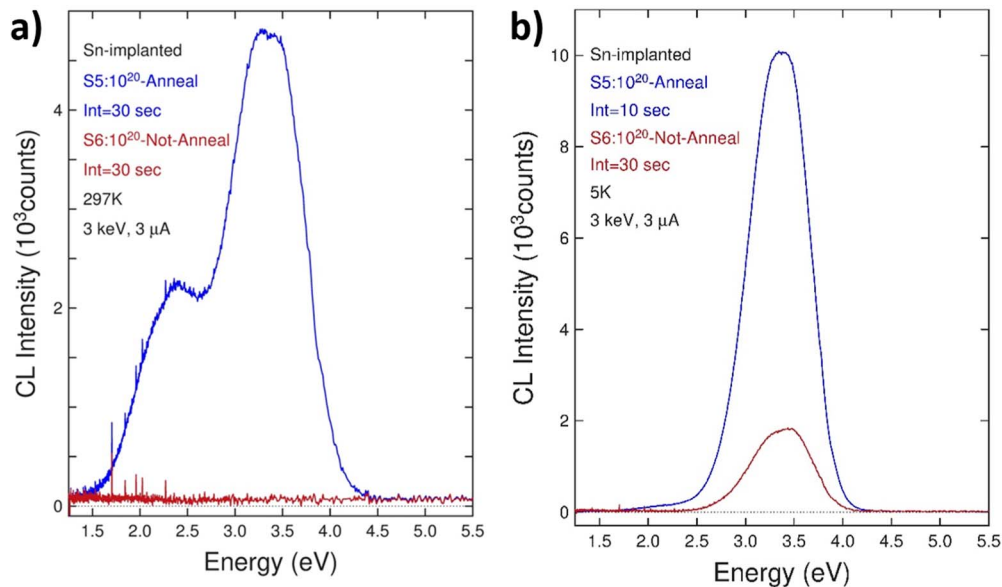 a)
Sn-implanted
S5:10²⁰-Anneal
Int=30 sec
S6:10²⁰-Not-Anneal
Int=30 sec
297K
3 keV, 3 μA
CL Intensity (10³counts)
4
2
0
1.5 2.0 2.5 3.0 3.5 4.0 4.5 5.0 5.5
Energy (eV)
b)
Sn-implanted
S5:10²⁰-Anneal
Int=10 sec
S6:10²⁰-Not-Anneal
Int=30 sec
5K
3 keV, 3 μA
CL Intensity (10³counts)
10
8
6
4
2
0
1.5 2.0 2.5 3.0 3.5 4.0 4.5 5.0 5.5
Energy (eV)